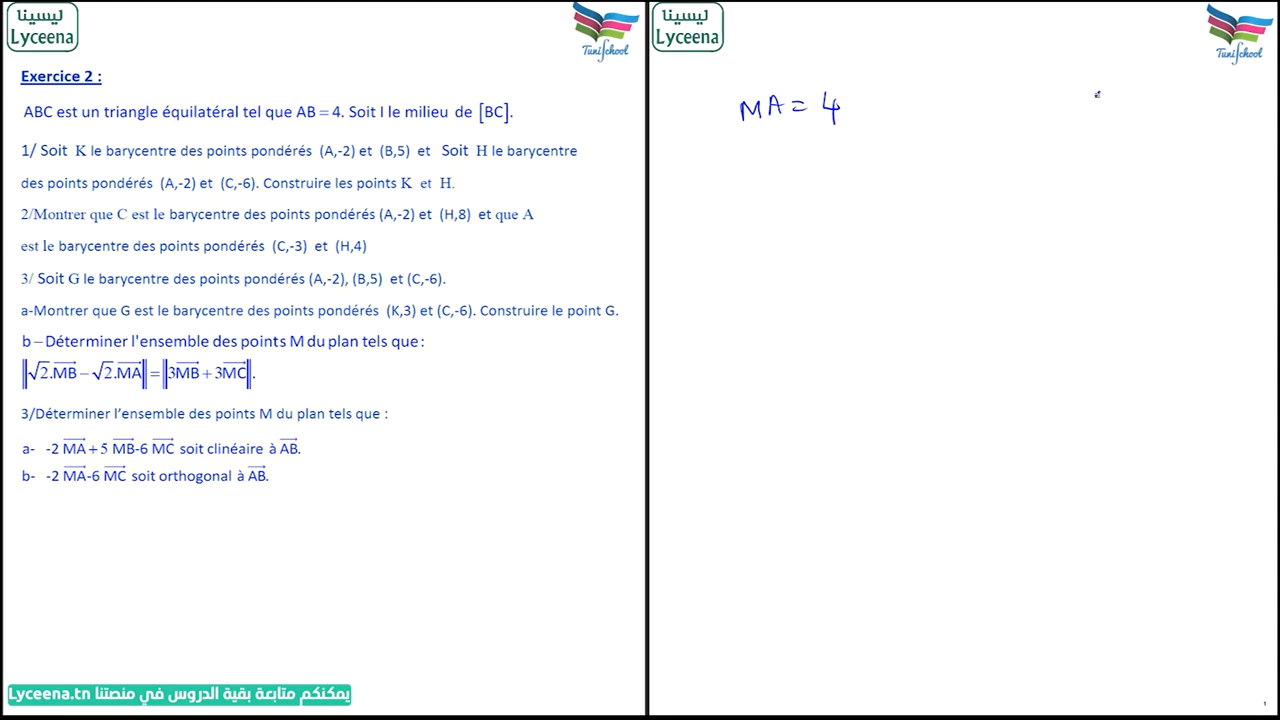 ليسينا
Lyceena
TuniSchool
Exercice 2 :
ABC est un triangle équilatéral tel que AB = 4. Soit I le milieu de [BC].
1/ Soit K le barycentre des points pondérés (A,-2) et (B,5) et Soit H le barycentre
des points pondérés (A,-2) et (C,-6). Construire les points K et H.
2/Montrer que C est le barycentre des points pondérés (A,-2) et (H,8) et que A
est le barycentre des points pondérés (C,-3) et (H,4)
3/ Soit G le barycentre des points pondérés (A,-2), (B,5) et (C,-6).
a-Montrer que G est le barycentre des points pondérés (K,3) et (C,-6). Construire le point G.
b – Déterminer l'ensemble des points M du plan tels que :
‖√2.MB⃗ − √2.MA⃗‖ = ‖3MB⃗ + 3MC⃗‖.
3/Déterminer l’ensemble des points M du plan tels que :
a- -2 MA⃗ + 5 MB⃗-6 MC⃗ soit clinéaire à AB⃗.
b- -2 MA⃗-6 MC⃗ soit orthogonal à AB⃗.
يمكنكم متابعة بقية الدروس في منصتنا Lyceena.tn
ليسينا
Lyceena
TuniSchool
MA = 4
1